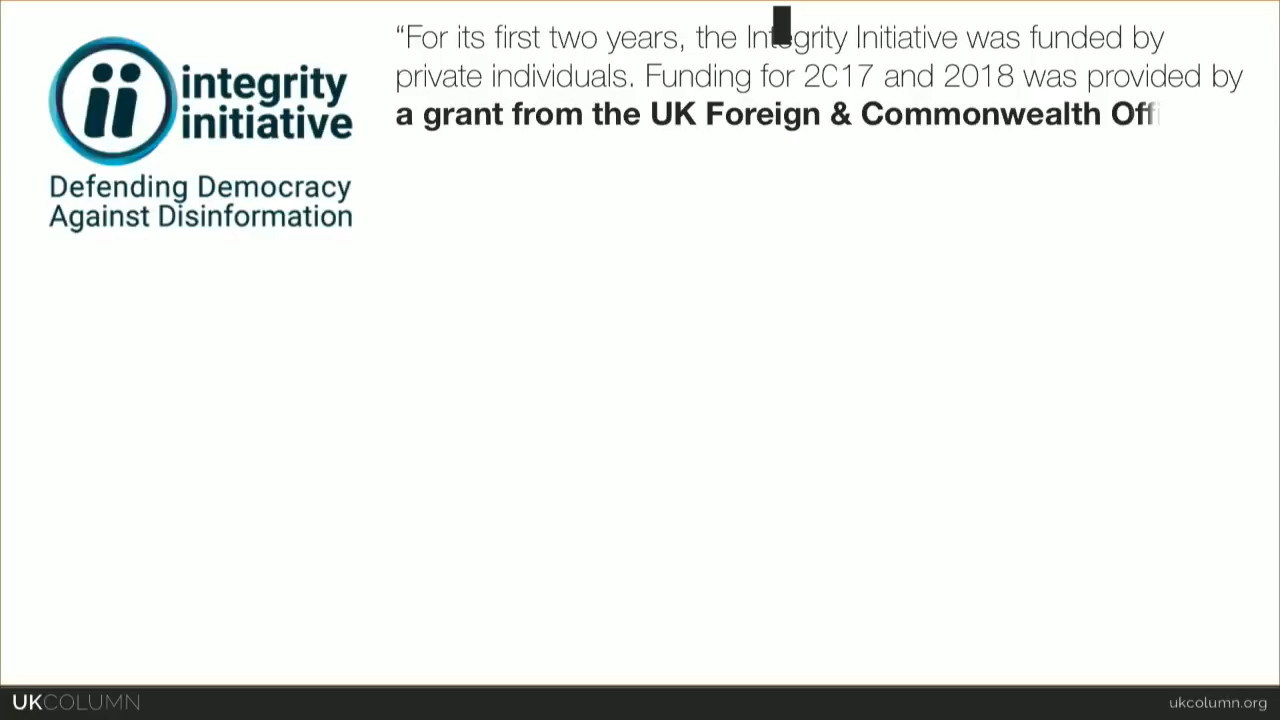 integrity
initiative
Defending Democracy
Against Disinformation
“For its first two years, the Integrity Initiative was funded by
private individuals. Funding for 2017 and 2018 was provided by
a grant from the UK Foreign & Commonwealth Off
UKCOLUMN
ukcolumn.org